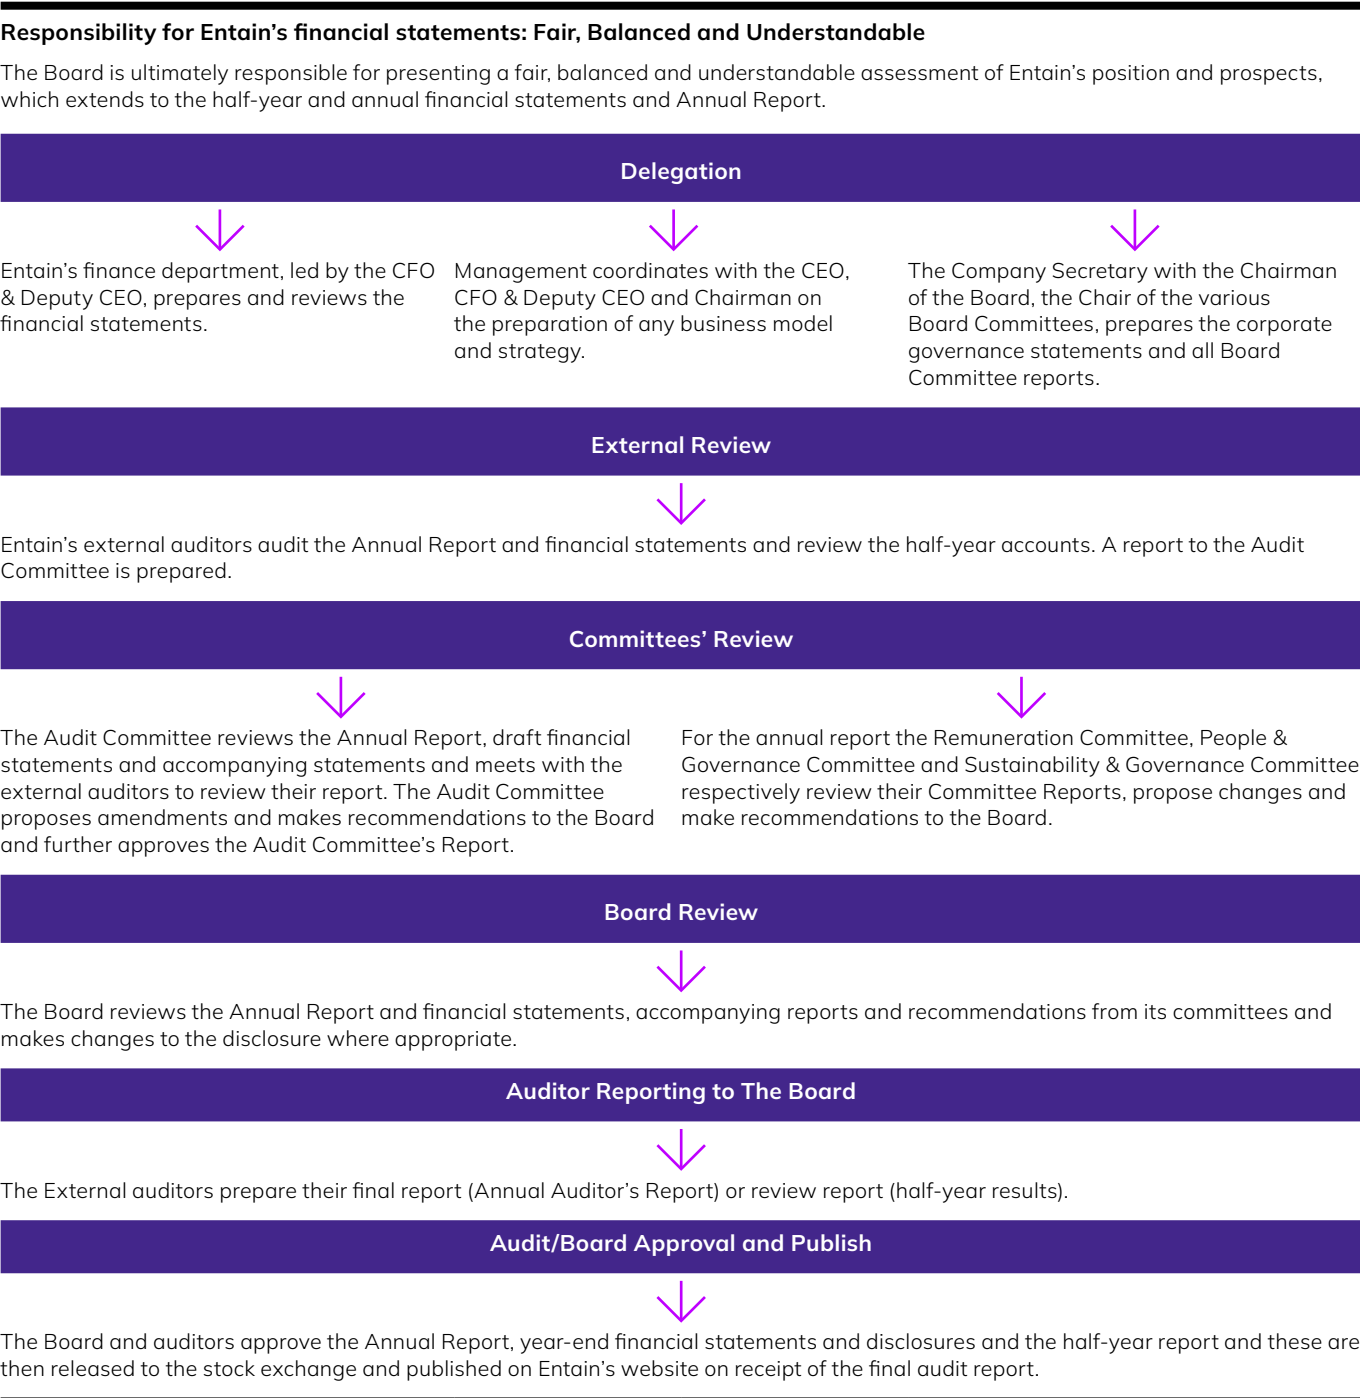 Responsibility for Entain’s financial statements: Fair, Balanced and Understandable
The Board is ultimately responsible for presenting a fair, balanced and understandable assessment of Entain’s position and prospects,
which extends to the half-year and annual financial statements and Annual Report.
Delegation
Entain’s finance department, led by the CFO
& Deputy CEO, prepares and reviews the
financial statements.
Management coordinates with the CEO,
CFO & Deputy CEO and Chairman on
the preparation of any business model
and strategy.
The Company Secretary with the Chairman
of the Board, the Chair of the various
Board Committees, prepares the corporate
governance statements and all Board
Committee reports.
External Review
Entain’s external auditors audit the Annual Report and financial statements and review the half-year accounts. A report to the Audit
Committee is prepared.
Committees’ Review
The Audit Committee reviews the Annual Report, draft financial
statements and accompanying statements and meets with the
external auditors to review their report. The Audit Committee
proposes amendments and makes recommendations to the Board
and further approves the Audit Committee’s Report.
For the annual report the Remuneration Committee, People &
Governance Committee and Sustainability & Governance Committee
respectively review their Committee Reports, propose changes and
make recommendations to the Board.
Board Review
The Board reviews the Annual Report and financial statements, accompanying reports and recommendations from its committees and
makes changes to the disclosure where appropriate.
Auditor Reporting to The Board
The External auditors prepare their final report (Annual Auditor’s Report) or review report (half-year results).
Audit/Board Approval and Publish
The Board and auditors approve the Annual Report, year-end financial statements and disclosures and the half-year report and these are
then released to the stock exchange and published on Entain’s website on receipt of the final audit report.